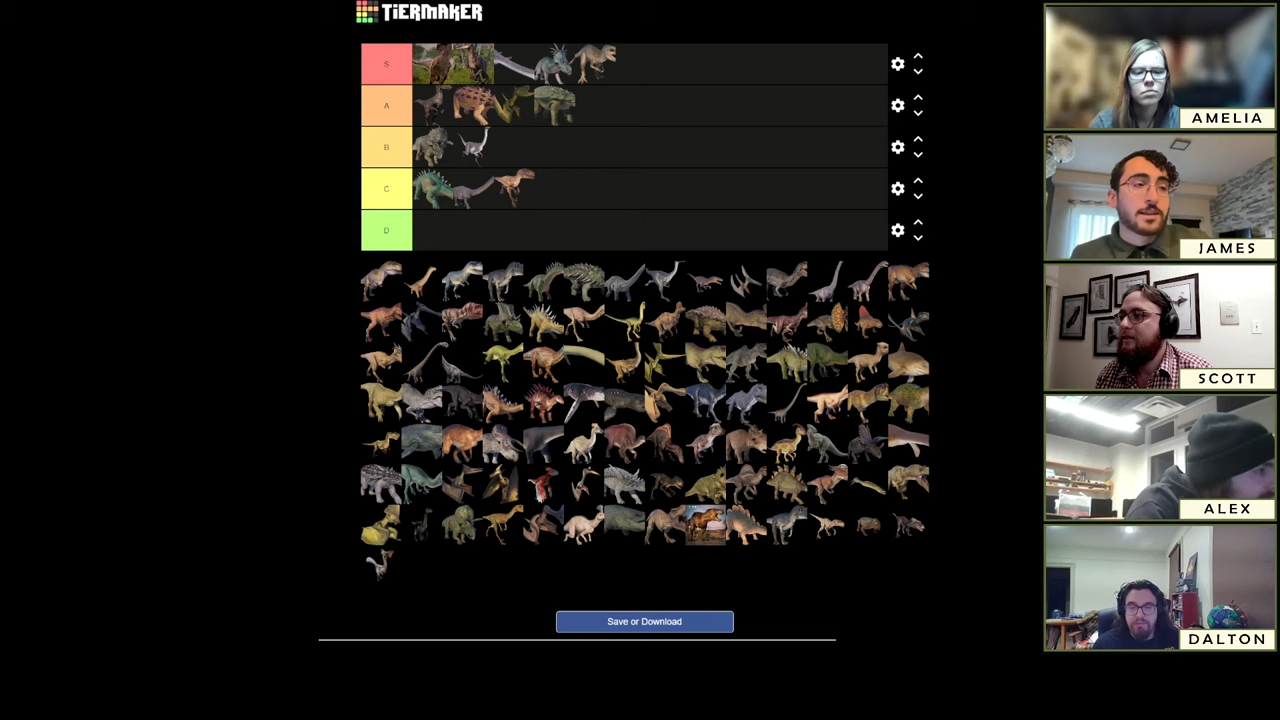 TIERMAKER
S
A
B
C
D
Save or Download
AMELIA
JAMES
SCOTT
ALEX
DALTON